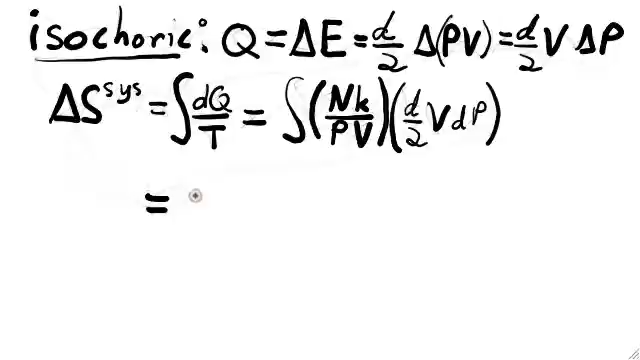 isochoric: Q = ΔE = d/2 Δ(PV) = d/2 V ΔP
ΔS^sys = ∫ dQ/T = ∫ (Nk/PV) (d/2 V dP)
=